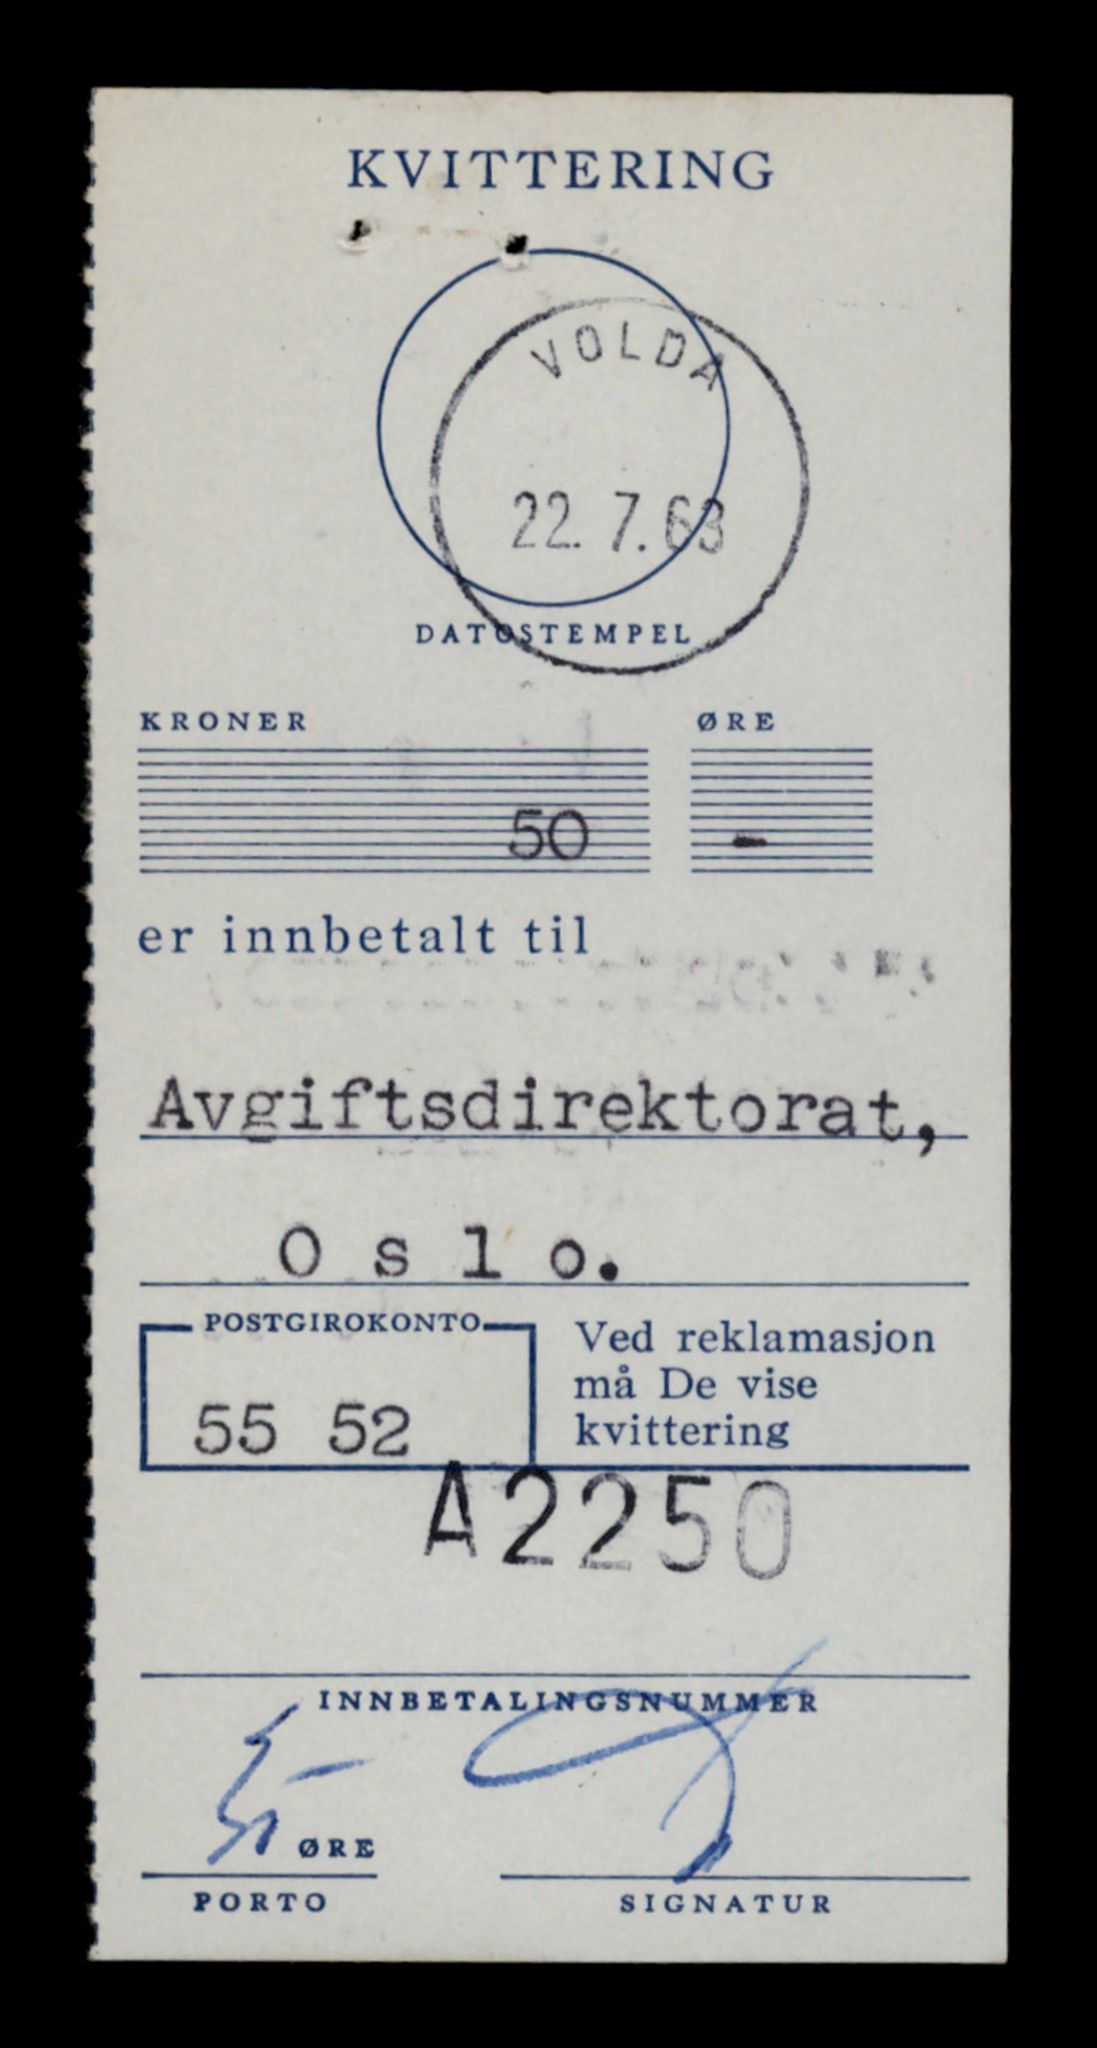 KVITTERING
VOLDA
22. 7. 63
DATOSTEMPEL
KRONER ØRE
50 -
er innbetalt til
Avgiftsdirektorat,
O s l o.
POSTGIROKONTO
55 52
Ved reklamasjon
må De vise
kvittering
A2250
INNBETALINGSNUMMER
ØRE
PORTO SIGNATUR